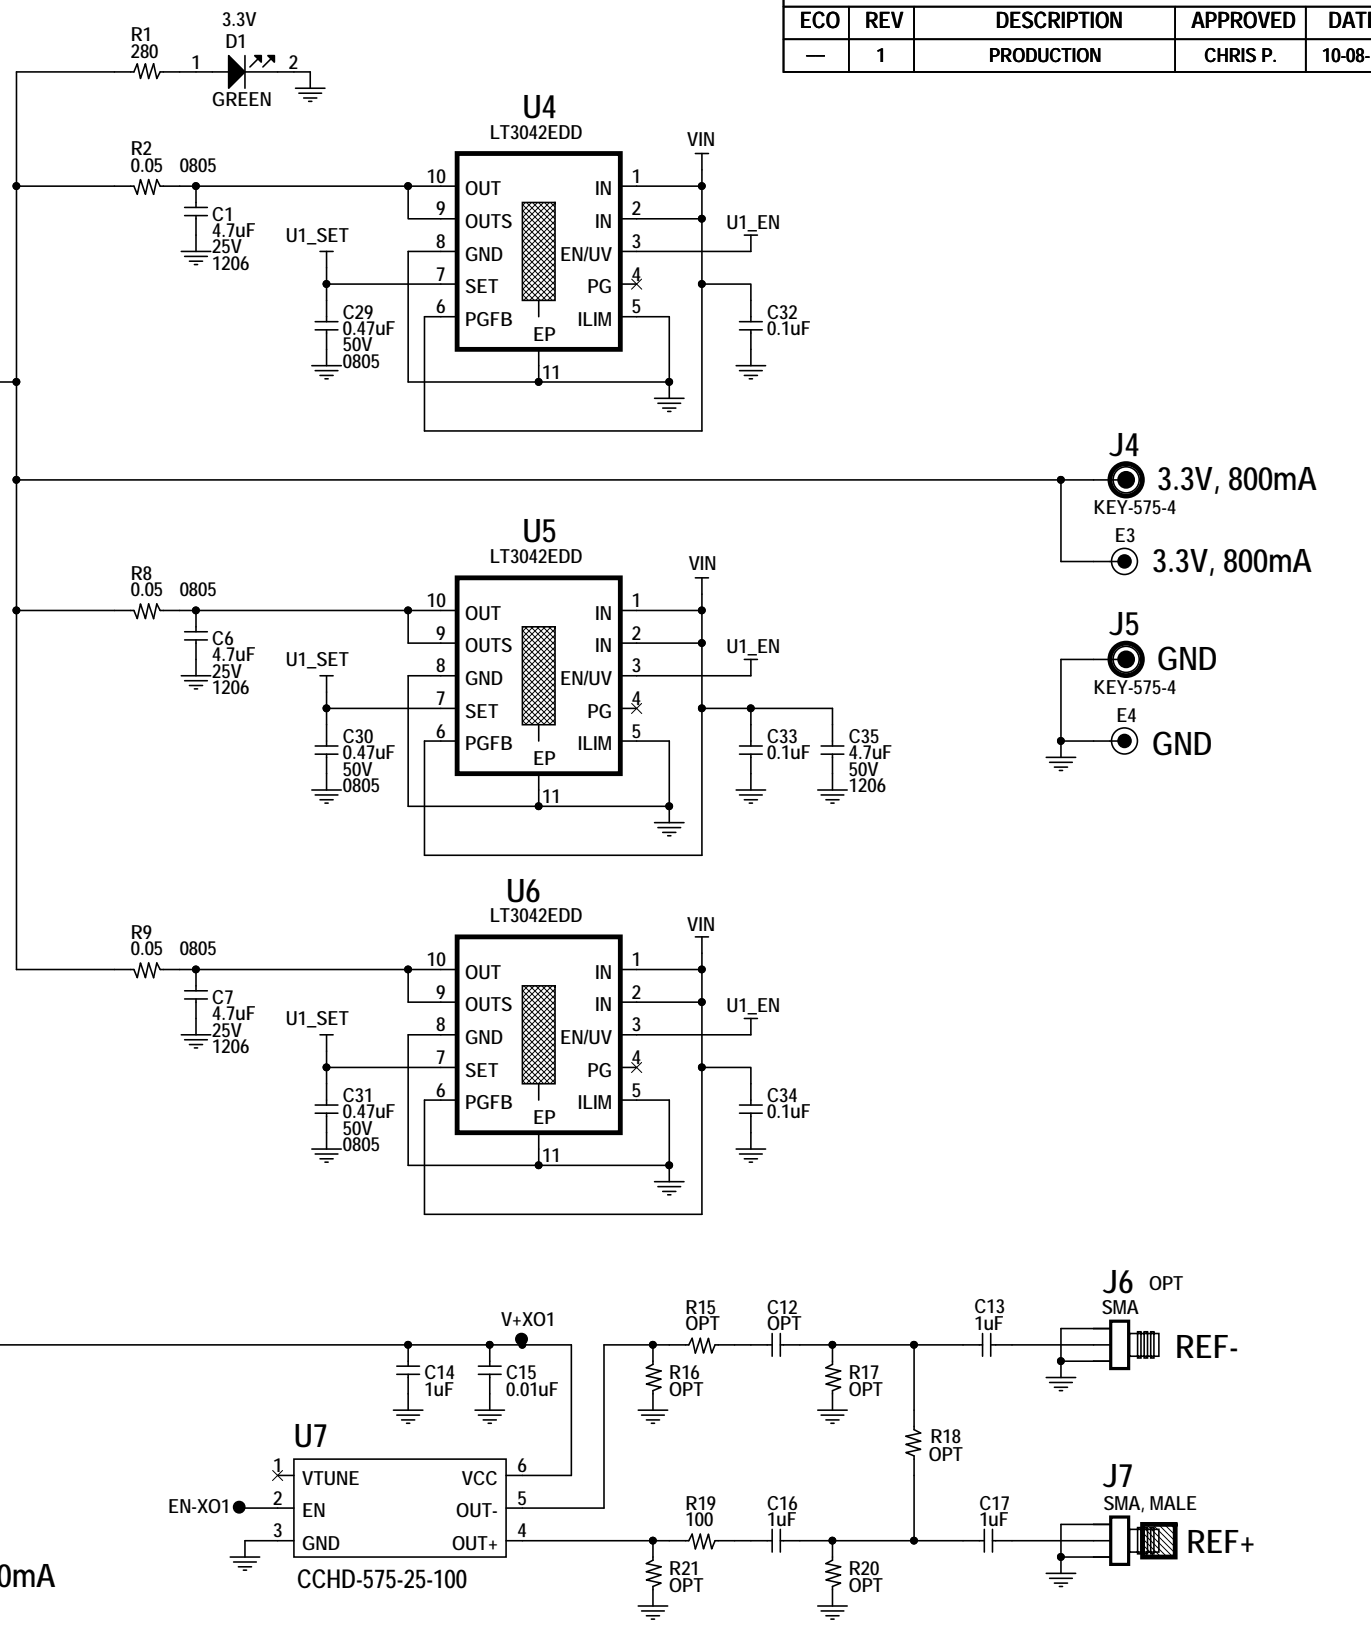 ECO REV DESCRIPTION APPROVED DATE
— 1 PRODUCTION CHRIS P. 10-08-
3.3V
R1 D1
280
1 2
GREEN
U4
LT3042EDD
R2
0.05 0805
VIN
10 OUT IN 1
9 OUTS IN 2
8 GND EN/UV 3
7 SET PG 4
6 PGFB ILIM 5
EP
11
C1
4.7uF
25V
1206
U1_SET
U1_EN
C29
0.47uF
50V
0805
C32
0.1uF
J4
3.3V, 800mA
KEY-575-4
E3
3.3V, 800mA
U5
LT3042EDD
R8
0.05 0805
VIN
10 OUT IN 1
9 OUTS IN 2
8 GND EN/UV 3
7 SET PG 4
6 PGFB ILIM 5
EP
11
C6
4.7uF
25V
1206
U1_SET
U1_EN
C30
0.47uF
50V
0805
C33
0.1uF
C35
4.7uF
50V
1206
J5
GND
KEY-575-4
E4
GND
U6
LT3042EDD
R9
0.05 0805
VIN
10 OUT IN 1
9 OUTS IN 2
8 GND EN/UV 3
7 SET PG 4
6 PGFB ILIM 5
EP
11
C7
4.7uF
25V
1206
U1_SET
U1_EN
C31
0.47uF
50V
0805
C34
0.1uF
V+XO1
C14
1uF
C15
0.01uF
R15
OPT
C12
OPT
C13
1uF
J6 OPT
SMA
REF-
R16
OPT
R17
OPT
R18
OPT
U7
1 VTUNE VCC 6
EN-XO1 2 EN OUT- 5
3 GND OUT+ 4
CCHD-575-25-100
R19
100
C16
1uF
C17
1uF
J7
SMA, MALE
REF+
R21
OPT
R20
OPT
0mA